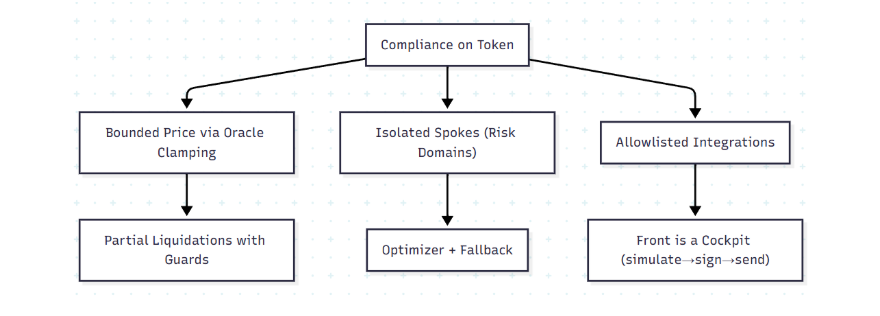 Compliance on Token
Bounded Price via Oracle
Clamping
Isolated Spokes (Risk
Domains)
Allowlisted Integrations
Partial Liquidations with
Guards
Optimizer + Fallback
Front is a Cockpit
(simulate→sign→send)